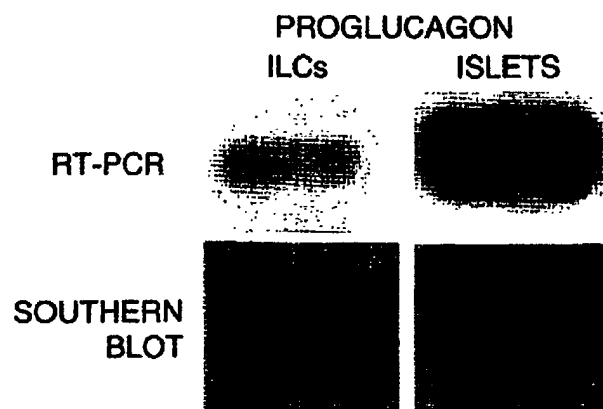 PROGLUCAGON
ILCs ISLETS
RT-PCR
SOUTHERN
BLOT